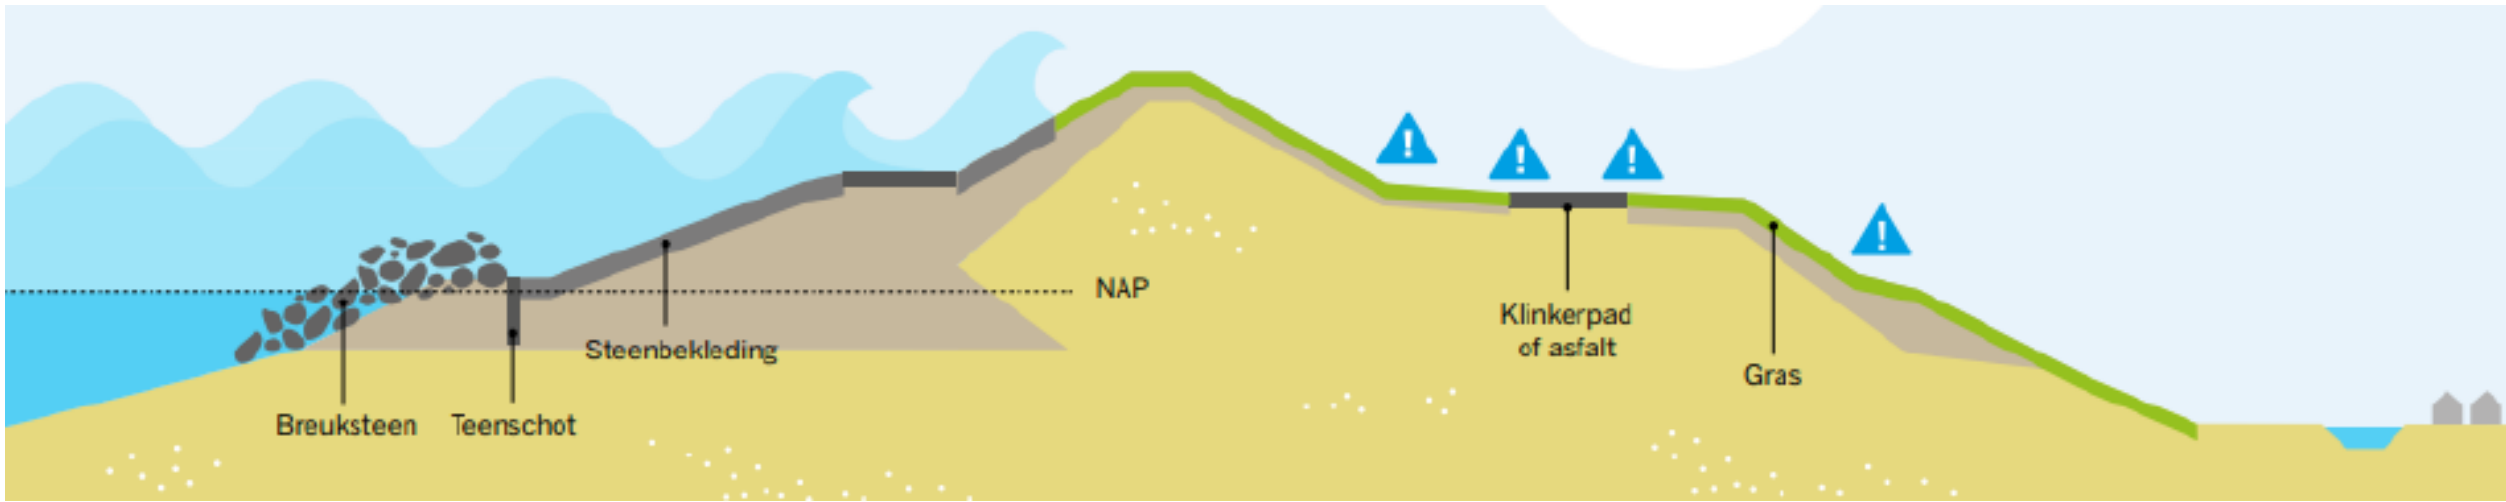 NAP
Klinkerpad
of asfalt
Steenbekleding
Gras
Breuksteen
Teenschot